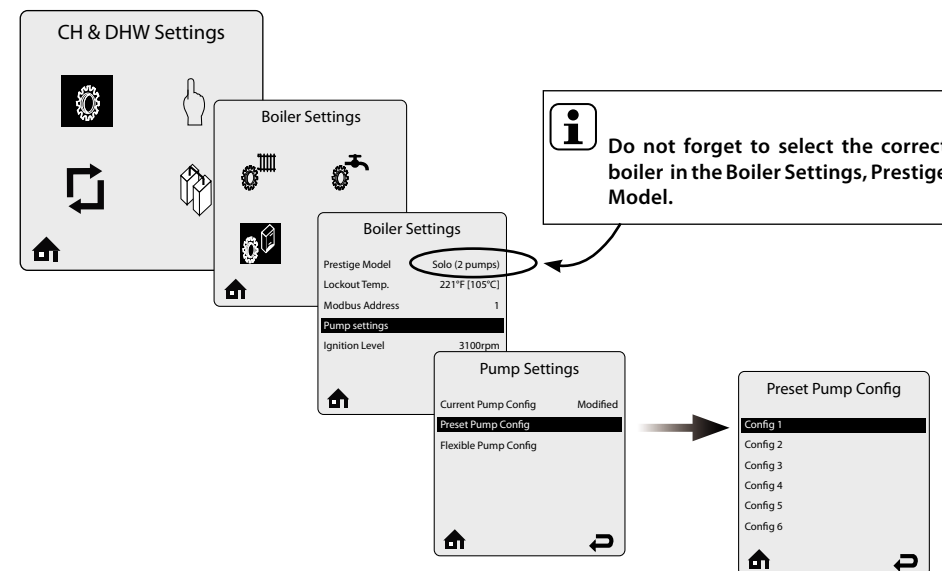 CH & DHW Settings
Boiler Settings
Do not forget to select the correct
boiler in the Boiler Settings, Prestige
Model.
Boiler Settings
Prestige Model Solo (2 pumps)
Lockout Temp. 221°F [105°C]
Modbus Address 1
Pump settings
Ignition Level 3100rpm
Pump Settings
Current Pump Config Modified
Preset Pump Config
Flexible Pump Config
Preset Pump Config
Config 1
Config 2
Config 3
Config 4
Config 5
Config 6